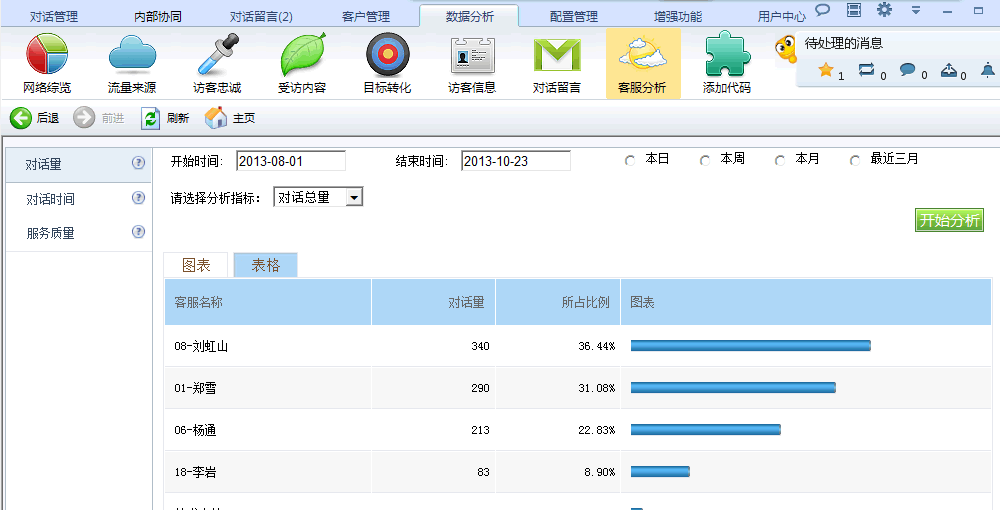 对话管理 内部协同 对话留言(2) 客户管理 数据分析 配置管理 增强功能 用户中心
待处理的消息
1 0 0 0
网络综览 流量来源 访客忠诚 受访内容 目标转化 访客信息 对话留言 客服分析 添加代码
后退 前进 刷新 主页
对话量
对话时间
服务质量
开始时间: 2013-08-01 结束时间: 2013-10-23 本日 本周 本月 最近三月
请选择分析指标: 对话总量
开始分析
图表 表格
客服名称 对话量 所占比例 图表
08-刘虹山 340 36.44%
01-郑雪 290 31.08%
06-杨通 213 22.83%
18-李岩 83 8.90%